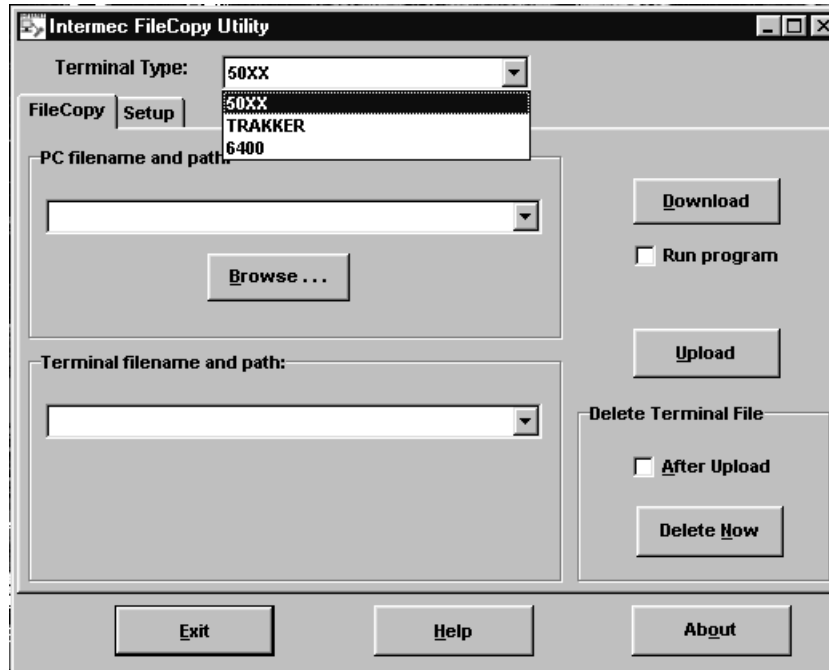 Intermec FileCopy Utility
Terminal Type:
50XX
50XX
TRAKKER
6400
FileCopy
Setup
PC filename and path:
Browse . . .
Download
Run program
Upload
Terminal filename and path:
Delete Terminal File
After Upload
Delete Now
Exit
Help
About